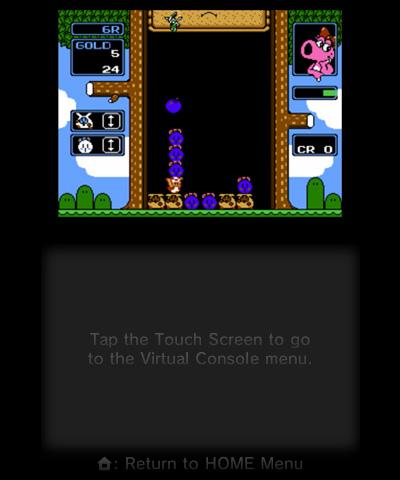 6R
GOLD
5
24
CR 0
Tap the Touch Screen to go
to the Virtual Console menu.
: Return to HOME Menu